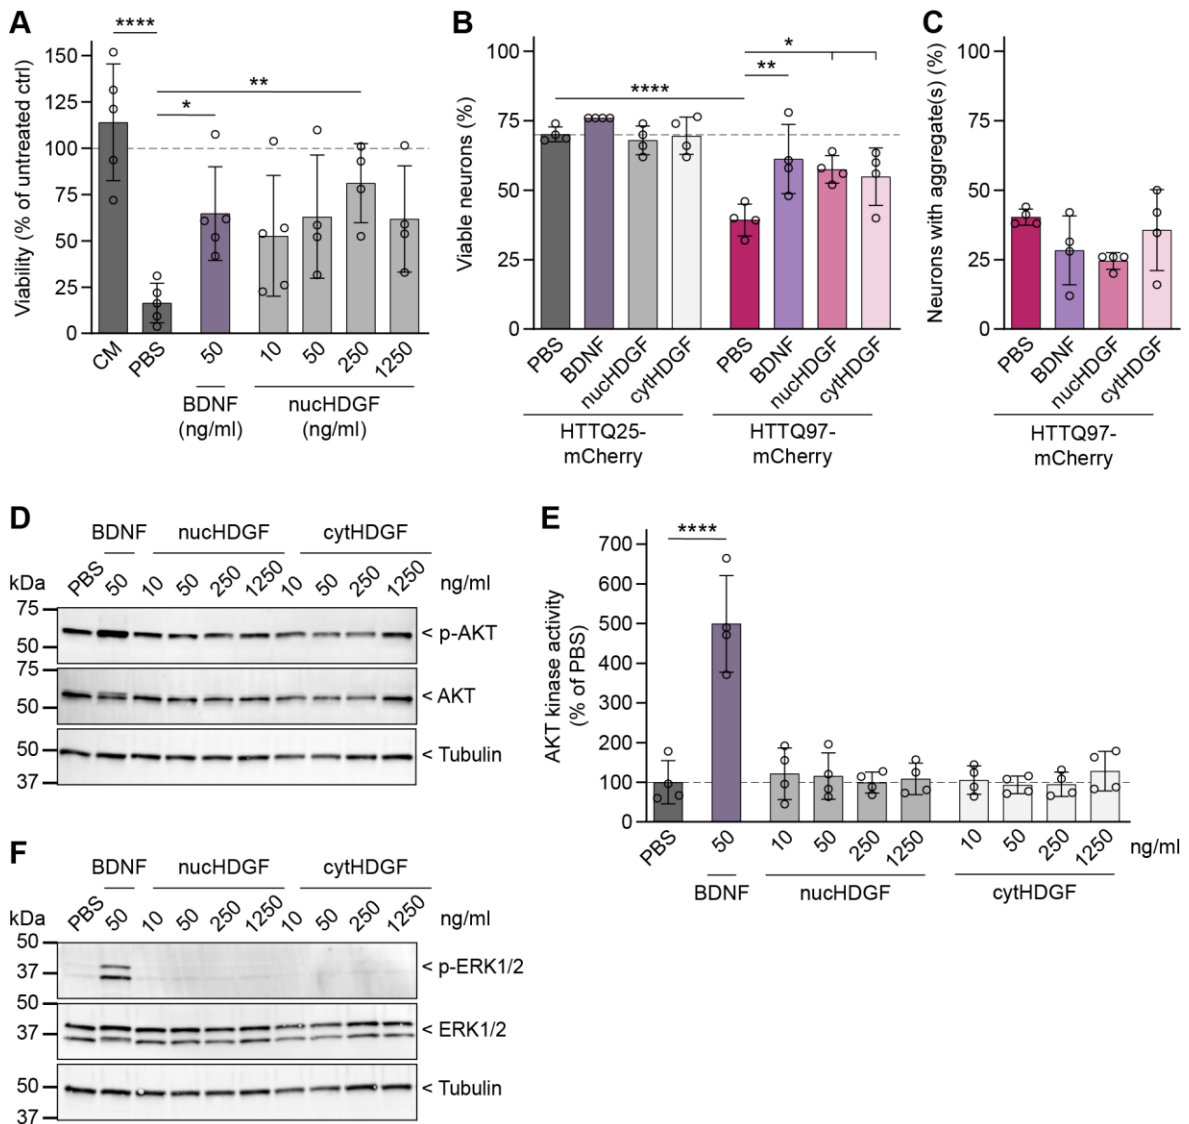 A
Viability (% of untreated ctrl)
150
125
100
75
50
25
0
****
**
*
CM
PBS
50
10
50
250
1250
BDNF
(ng/ml)
nucHDGF
(ng/ml)
B
Viable neurons (%)
100
75
50
25
0
*
**
****
PBS
BDNF
nucHDGF
cytHDGF
PBS
BDNF
nucHDGF
cytHDGF
HTTQ25-
mCherry
HTTQ97-
mCherry
C
Neurons with aggregate(s) (%)
100
75
50
25
0
PBS
BDNF
nucHDGF
cytHDGF
HTTQ97-
mCherry
D
BDNF nucHDGF cytHDGF
kDa PBS 50 10 50 250 1250 10 50 250 1250 ng/ml
75
50
< p-AKT
75
50
< AKT
50
37
< Tubulin
E
AKT kinase activity
(% of PBS)
700
600
500
400
300
200
100
0
****
PBS 50 10 50 250 1250 10 50 250 1250 ng/ml
BDNF nucHDGF cytHDGF
F
BDNF nucHDGF cytHDGF
kDa PBS 50 10 50 250 1250 10 50 250 1250 ng/ml
50
37
< p-ERK1/2
50
37
< ERK1/2
50
37
< Tubulin